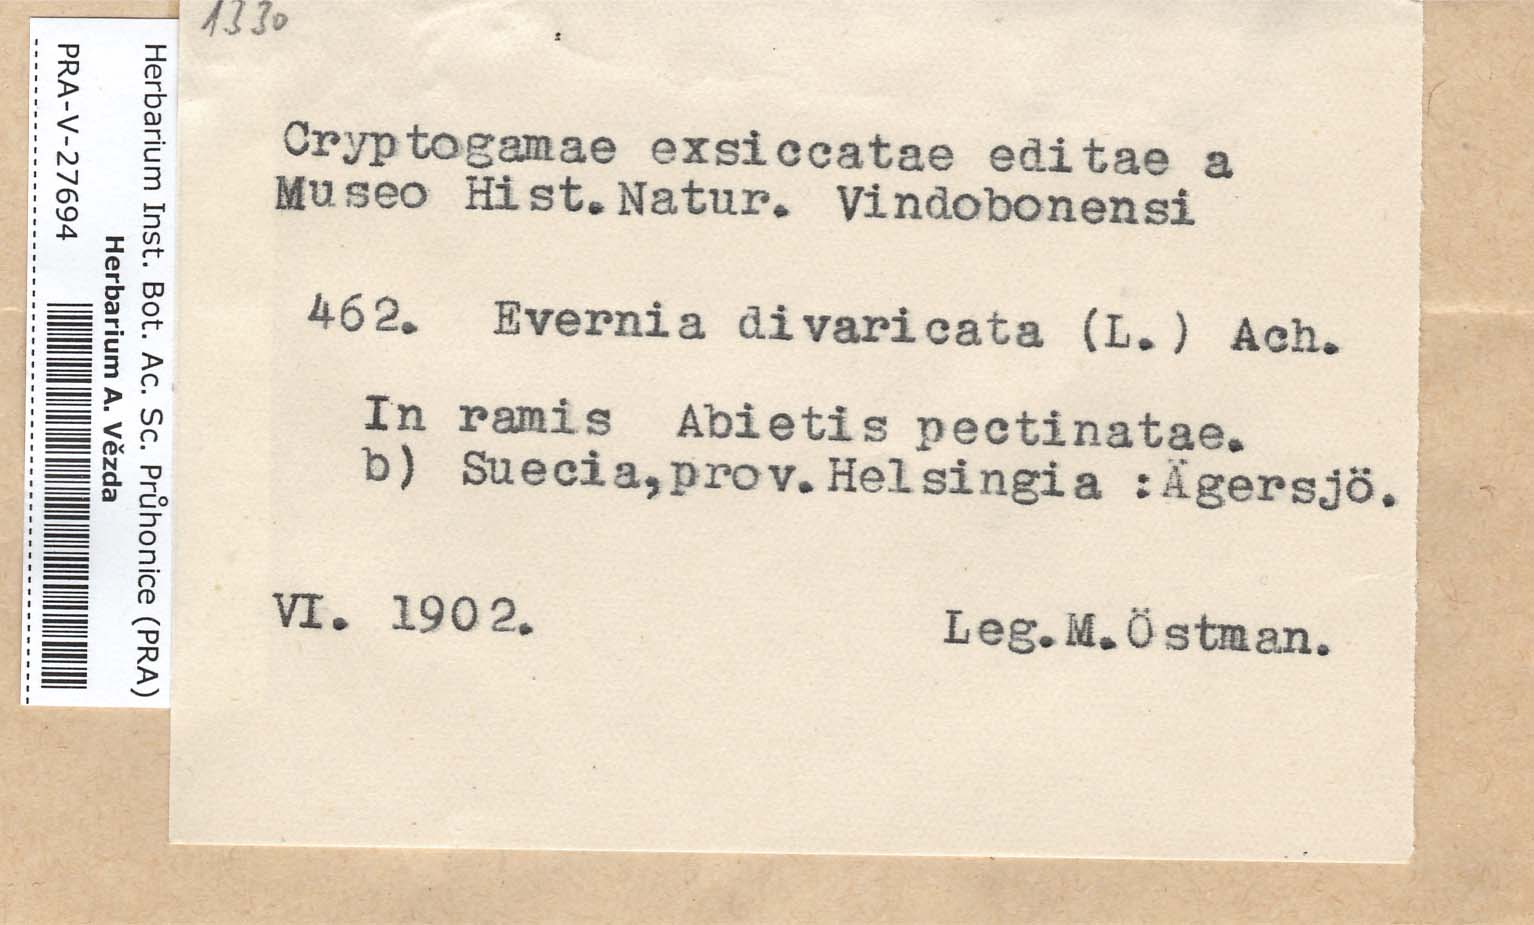 1330
Cryptogamae exsiccatae editae a
Museo Hist.Natur. Vindobonensi
462. Evernia divaricata (L.) Ach.
In ramis Abietis pectinatae.
b) Suecia,prov.Helsingia :Ägersjö.
VI. 1902. Leg.M.Östman.
Herbarium Inst. Bot. Ac. Sc. Průhonice (PRA)
Herbarium A. Vězda
PRA-V-27694